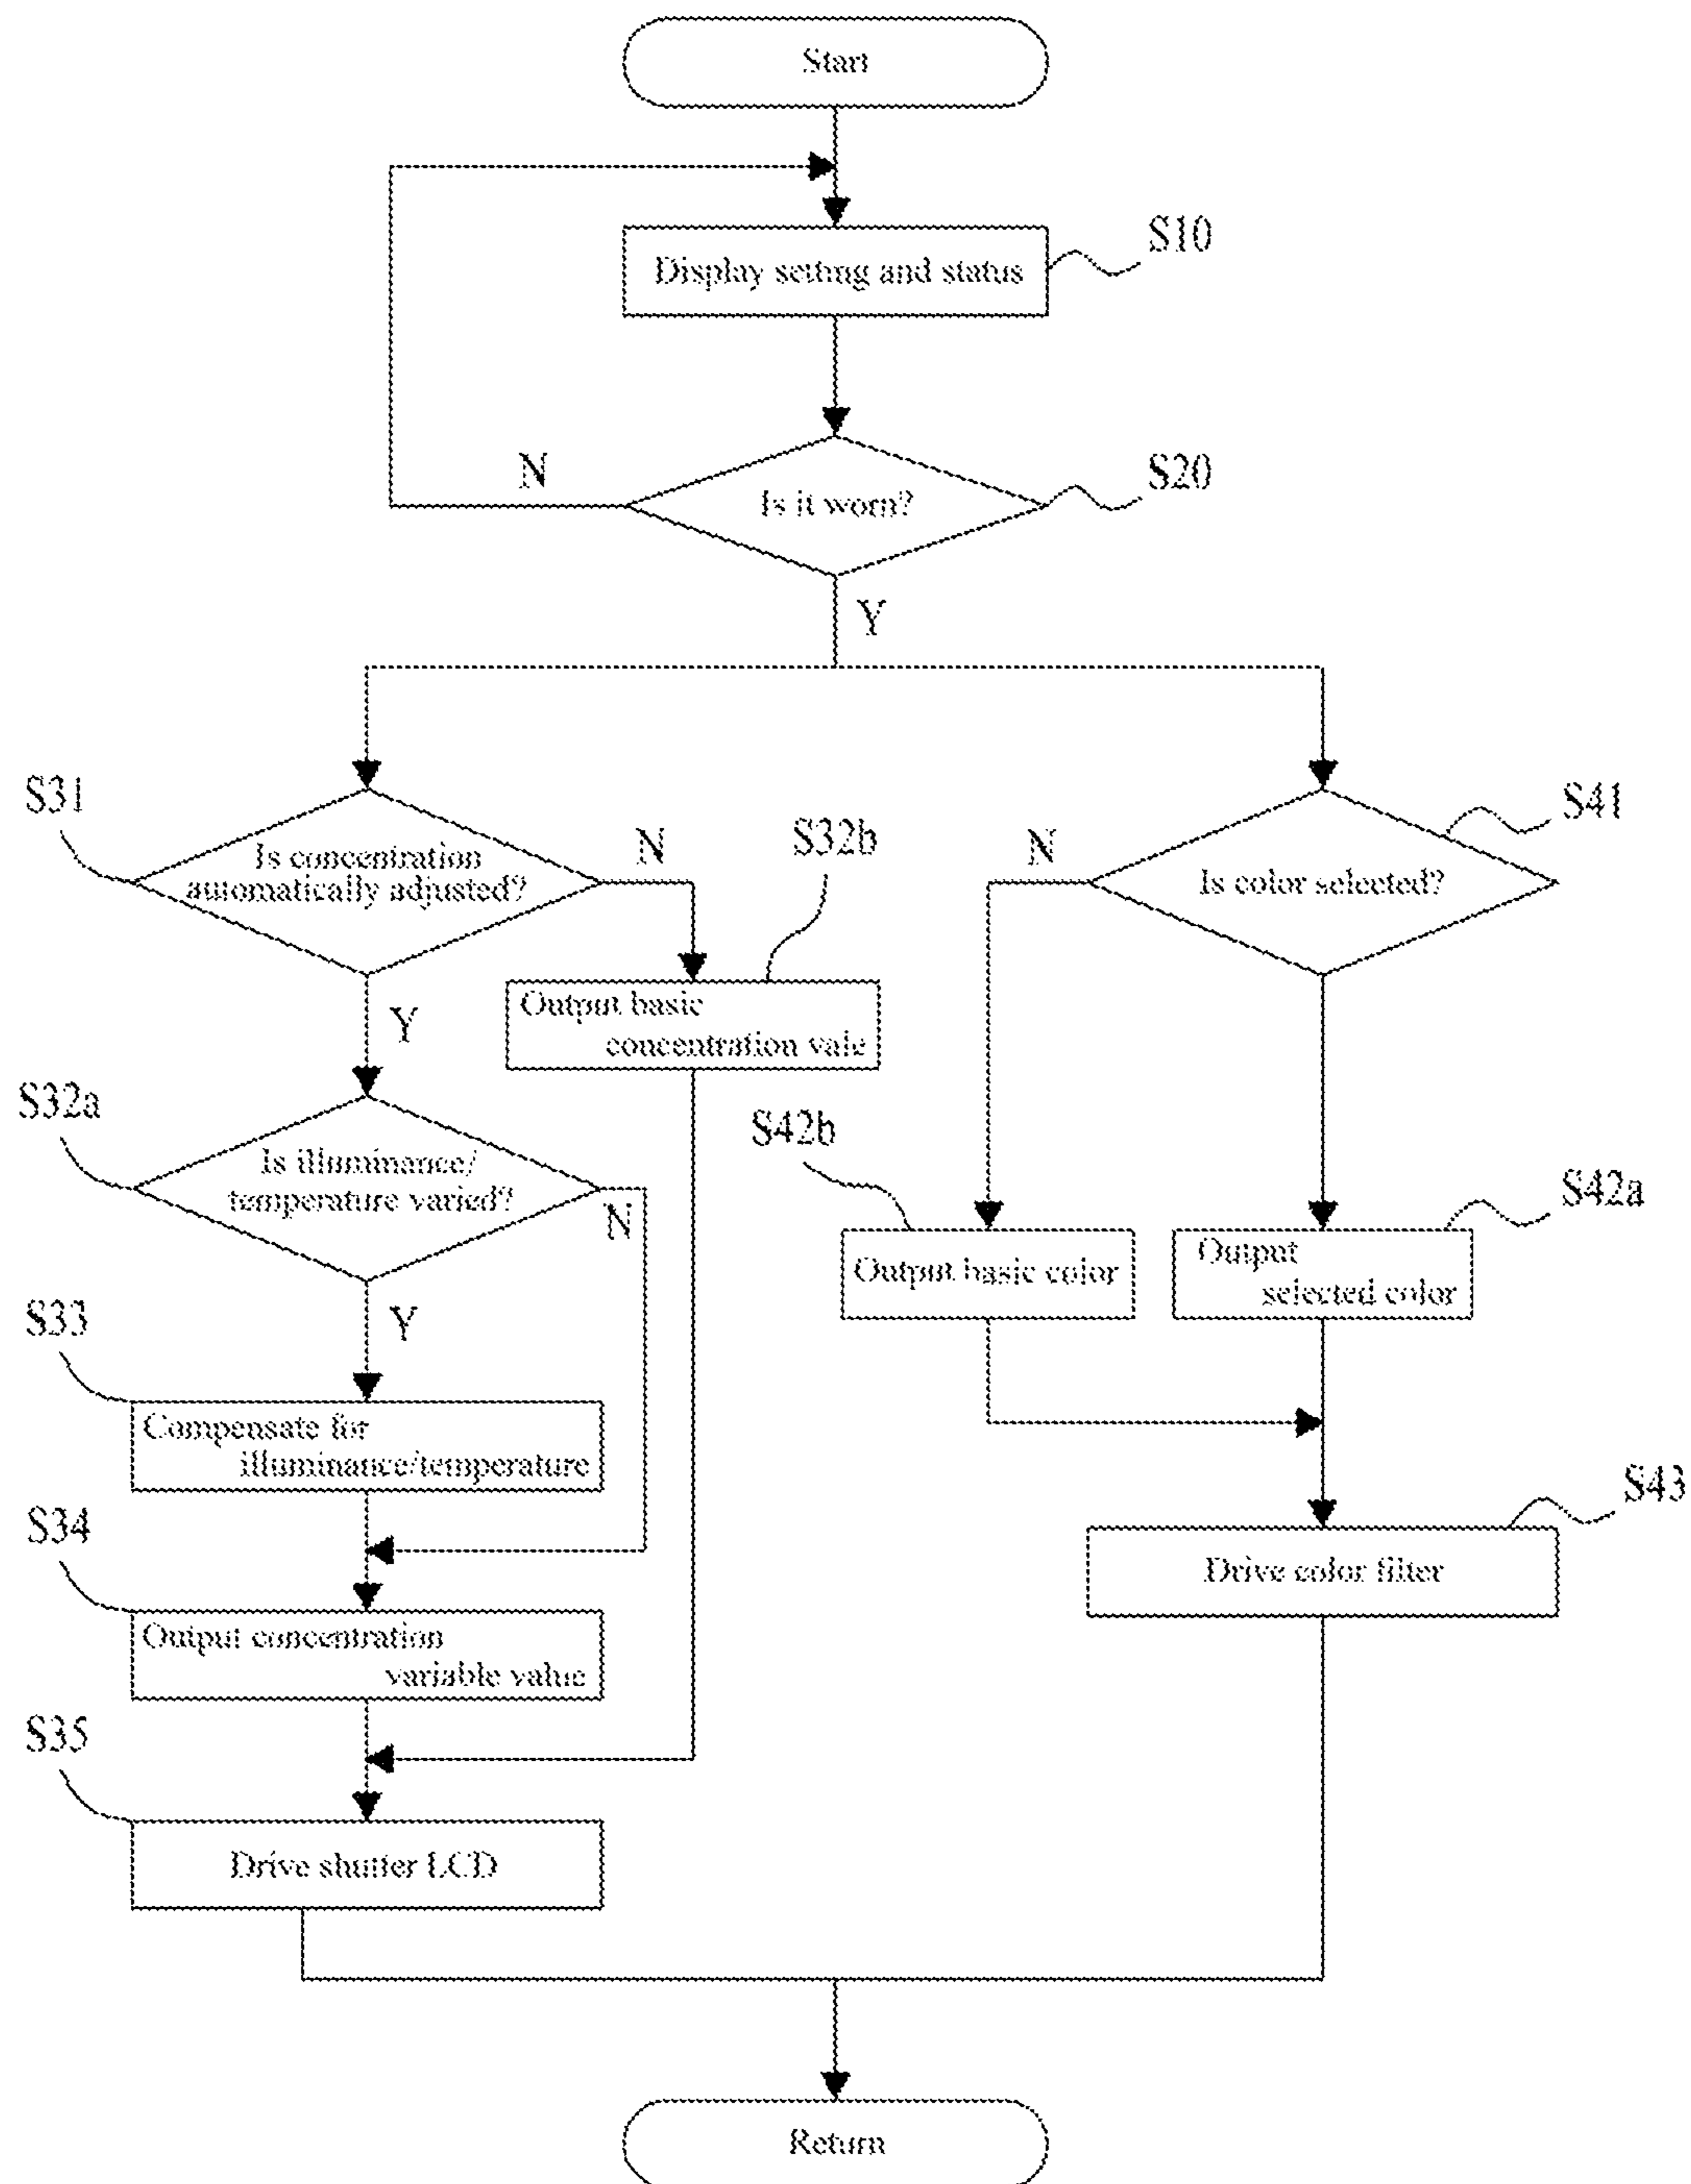 Start
S10
Display setting and status
N
S20
Is it worn?
Y
S31
S41
N
S32b
N
Is concentration
automatically adjusted?
Is color selected?
Y
Output basic
concentration vale
S32a
S42b
Is illuminance/
temperature varied?
N
S42a
Output basic color
Output
selected color
S33
Y
Compensate for
illuminance/temperature
S43
S34
Drive color filter
Output concentration
variable value
S35
Drive shutter LCD
Return